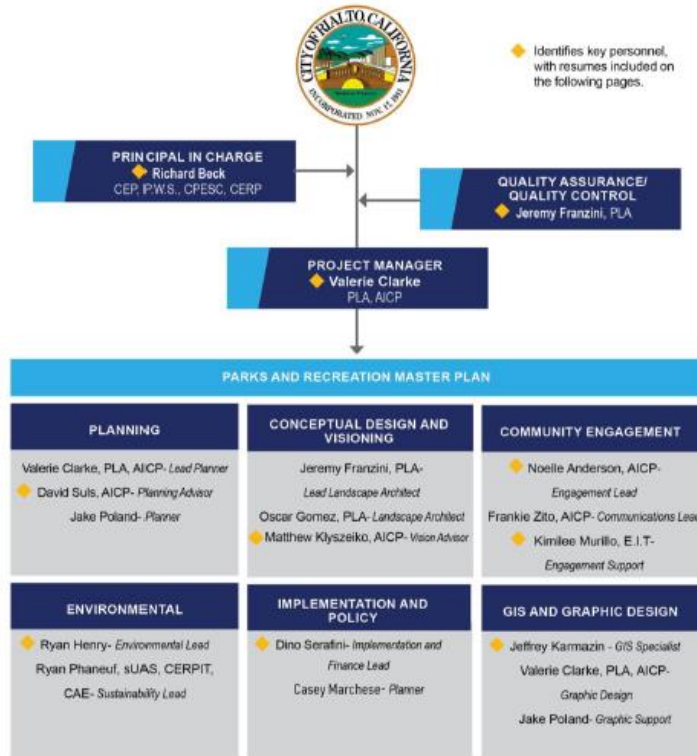 CITY OF RIALTO, CALIFORNIA
INCORPORATED NOV. 17, 1911
Identifies key personnel,
with resumes included on
the following pages.
PRINCIPAL IN CHARGE
Richard Beck
CEP, P.W.S., CPESC, CERP
QUALITY ASSURANCE/
QUALITY CONTROL
Jeremy Franzini, PLA
PROJECT MANAGER
Valerie Clarke
PLA, AICP
PARKS AND RECREATION MASTER PLAN
PLANNING
Valerie Clarke, PLA, AICP- Lead Planner
David Suls, AICP- Planning Advisor
Jake Poland- Planner
CONCEPTUAL DESIGN AND
VISIONING
Jeremy Franzini, PLA-
Lead Landscape Architect
Oscar Gomez, PLA- Landscape Architect
Matthew Klyszeiko, AICP- Vision Advisor
COMMUNITY ENGAGEMENT
Noelle Anderson, AICP-
Engagement Lead
Frankie Zito, AICP- Communications Lead
Kimilee Murillo, E.I.T-
Engagement Support
ENVIRONMENTAL
Ryan Henry- Environmental Lead
Ryan Phaneuf, sUAS, CERPIT,
CAE- Sustainability Lead
IMPLEMENTATION AND
POLICY
Dino Serafini- Implementation and
Finance Lead
Casey Marchese- Planner
GIS AND GRAPHIC DESIGN
Jeffrey Karmazin - GIS Specialist
Valerie Clarke, PLA, AICP-
Graphic Design
Jake Poland- Graphic Support